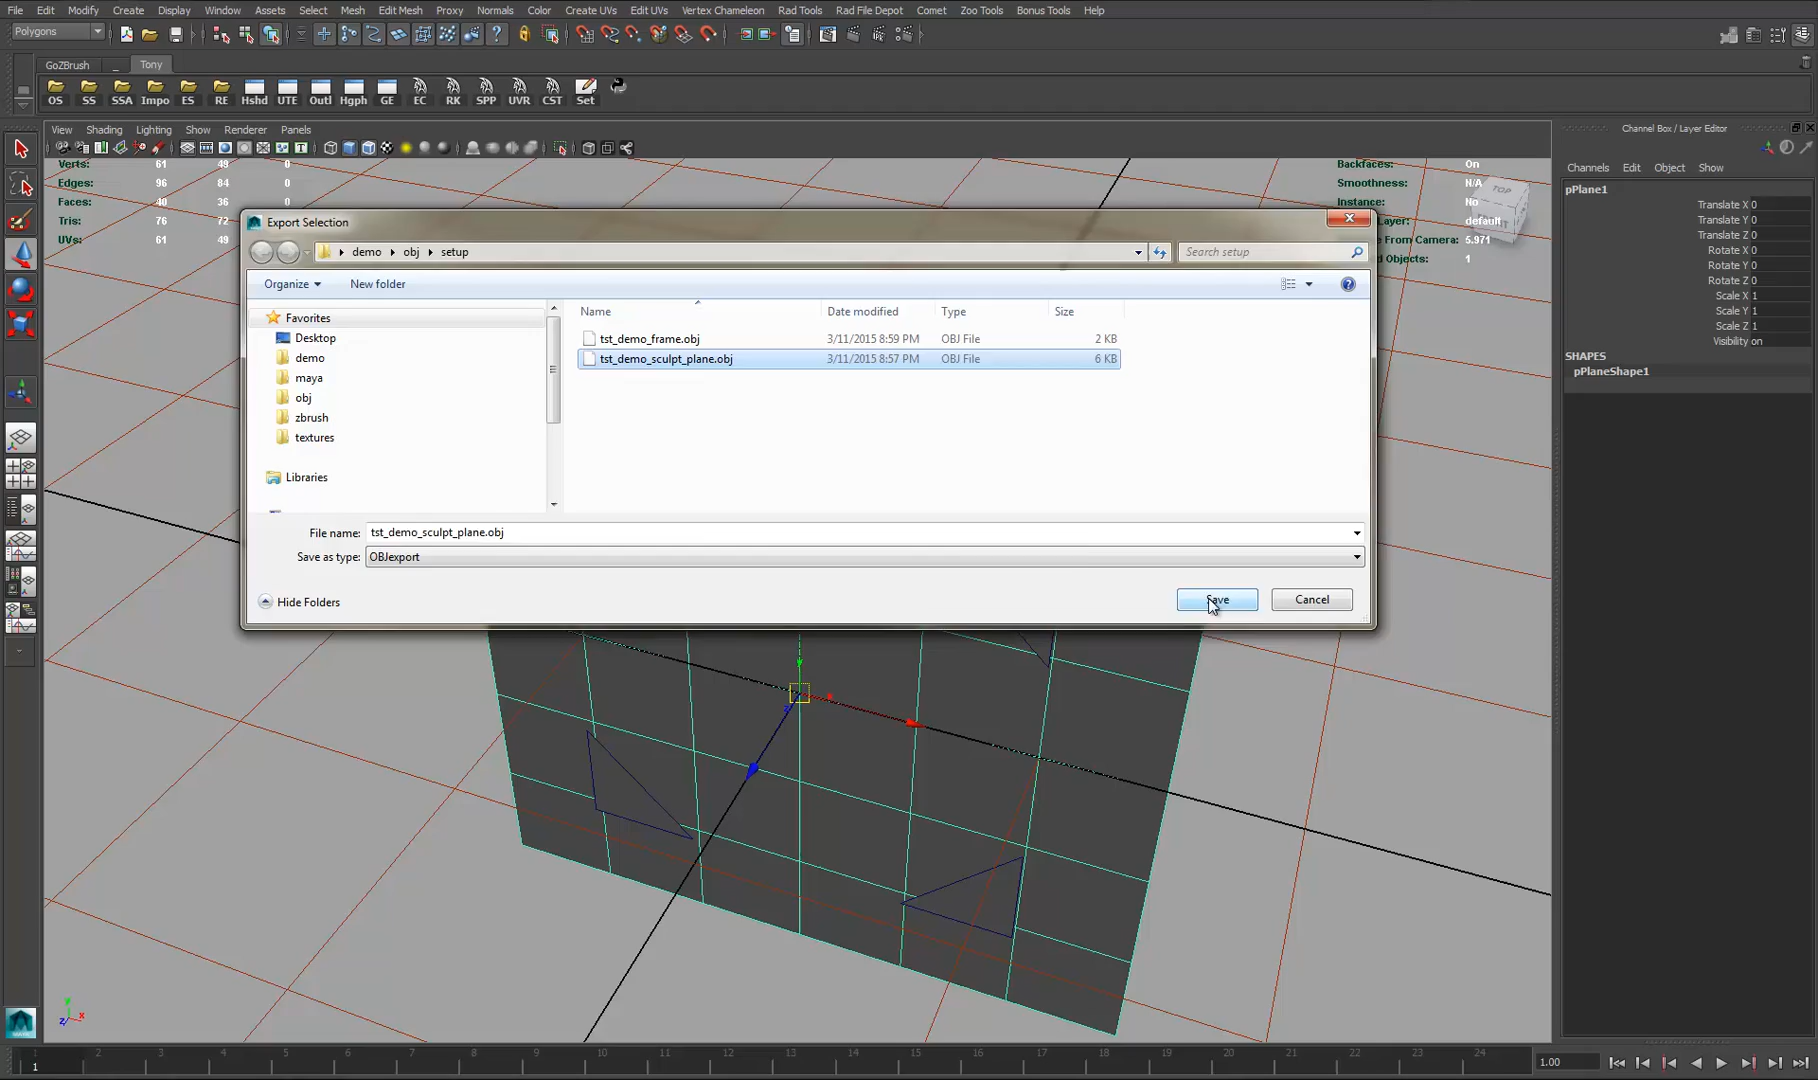 File Edit Modify Create Display Window Assets Select Mesh Edit Mesh Proxy Normals Color Create UVs Edit UVs Vertex Chameleon Rad Tools Rad File Depot Comet Zoo Tools Bonus Tools Help
Polygons
GoZBrush _ Tony
OS SS SSA Impo ES RE Hshd UTE Outl Hgph GE EC RK SPP UVR CST Set
View Shading Lighting Show Renderer Panels
Channel Box / Layer Editor
Channels Edit Object Show
Verts: 61 49 0
Edges: 96 84 0
Faces: 40 36 0
Tris: 76 72 0
UVs: 61 49 0
Backfaces: On
Smoothness: N/A
Instance: No
Layer: default
e From Camera: 5.971
d Objects: 1
TOP
pPlane1
Translate X 0
Translate Y 0
Translate Z 0
Rotate X 0
Rotate Y 0
Rotate Z 0
Scale X 1
Scale Y 1
Scale Z 1
Visibility on
SHAPES
pPlaneShape1
Export Selection
demo obj setup
Search setup
Organize New folder
Favorites
Desktop
demo
maya
obj
zbrush
textures
Libraries
Name Date modified Type Size
tst_demo_frame.obj 3/11/2015 8:59 PM OBJ File 2 KB
tst_demo_sculpt_plane.obj 3/11/2015 8:57 PM OBJ File 6 KB
File name: tst_demo_sculpt_plane.obj
Save as type: OBJexport
Hide Folders
Save Cancel
x
z
y
z x
1 2 3 4 5 6 7 8 9 10 11 12 13 14 15 16 17 18 19 20 21 22 23 24
1
1.00